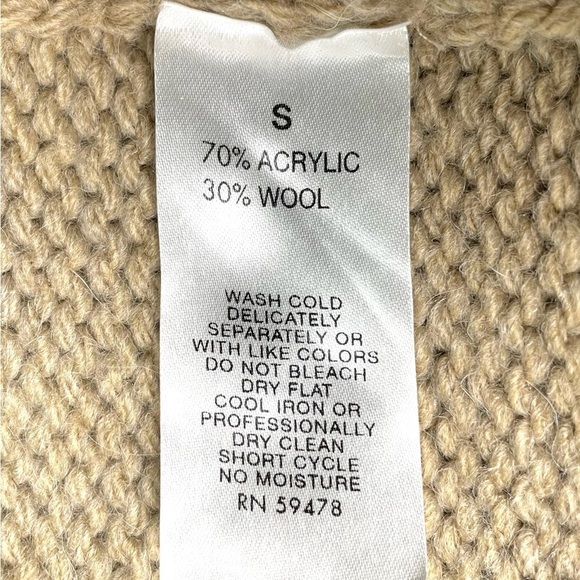 S
70% ACRYLIC
30% WOOL
WASH COLD
DELICATELY
SEPARATELY OR
WITH LIKE COLORS
DO NOT BLEACH
DRY FLAT
COOL IRON OR
PROFESSIONALLY
DRY CLEAN
SHORT CYCLE
NO MOISTURE
RN 59478